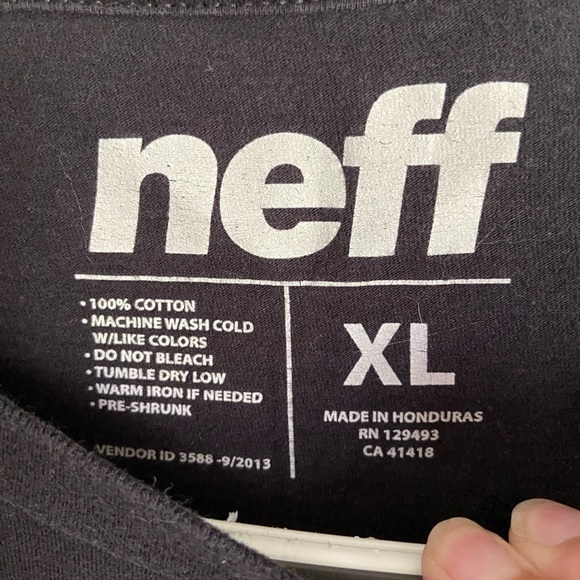 neff
• 100% COTTON
• MACHINE WASH COLD
W/LIKE COLORS
• DO NOT BLEACH
• TUMBLE DRY LOW
• WARM IRON IF NEEDED
• PRE-SHRUNK
VENDOR ID 3588 -9/2013
XL
MADE IN HONDURAS
RN 129493
CA 41418